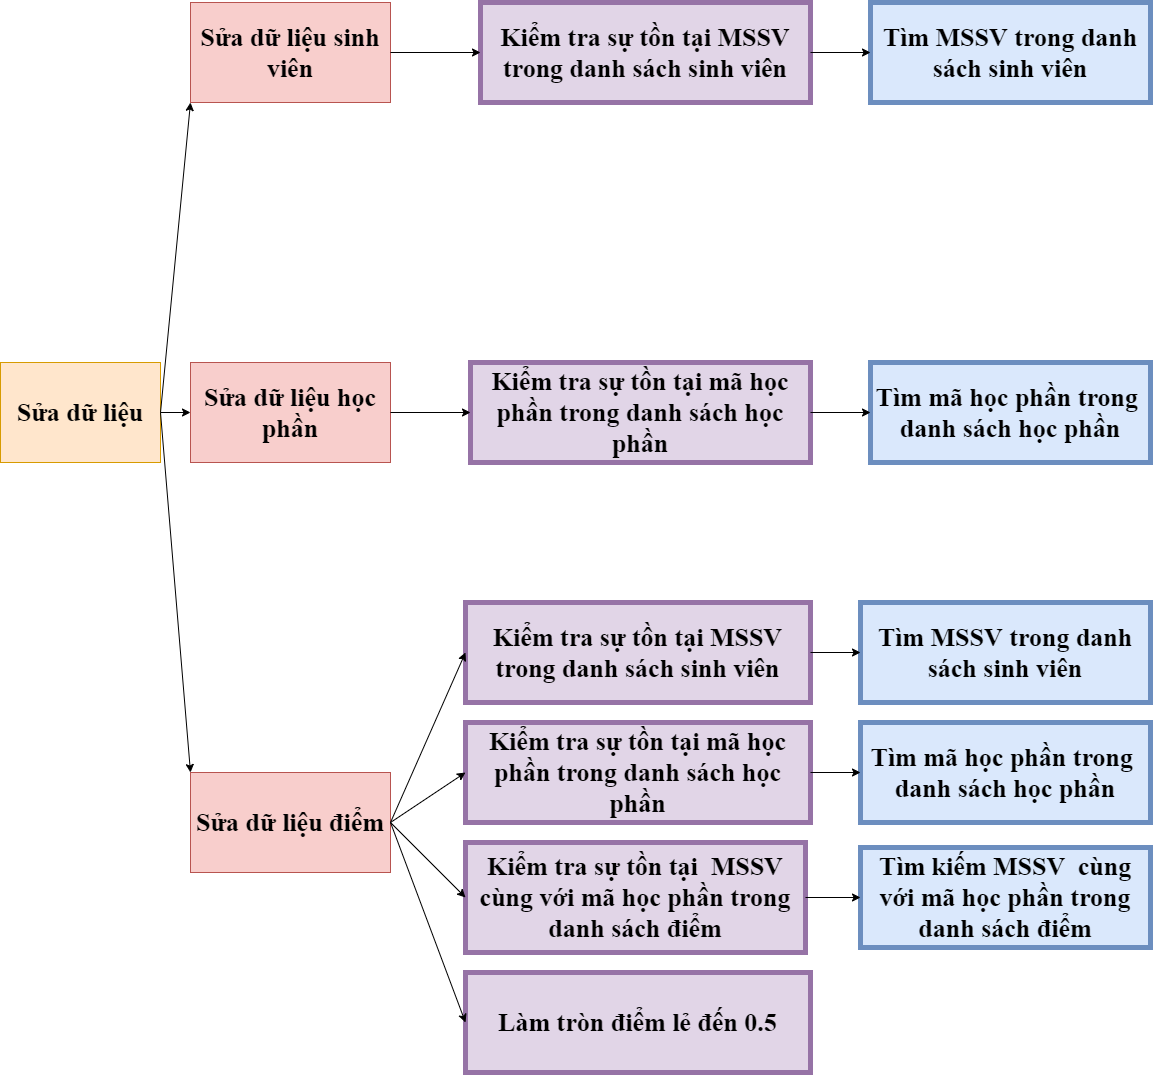 Sửa dữ liệu sinh
viên
Kiểm tra sự tồn tại MSSV
trong danh sách sinh viên
Tìm MSSV trong danh
sách sinh viên
Sửa dữ liệu
Sửa dữ liệu học
phần
Kiểm tra sự tồn tại mã học
phần trong danh sách học
phần
Tìm mã học phần trong
danh sách học phần
Sửa dữ liệu điểm
Kiểm tra sự tồn tại MSSV
trong danh sách sinh viên
Tìm MSSV trong danh
sách sinh viên
Kiểm tra sự tồn tại mã học
phần trong danh sách học
phần
Tìm mã học phần trong
danh sách học phần
Kiểm tra sự tồn tại  MSSV
cùng với mã học phần trong
danh sách điểm
Tìm kiếm MSSV  cùng
với mã học phần trong
danh sách điểm
Làm tròn điểm lẻ đến 0.5